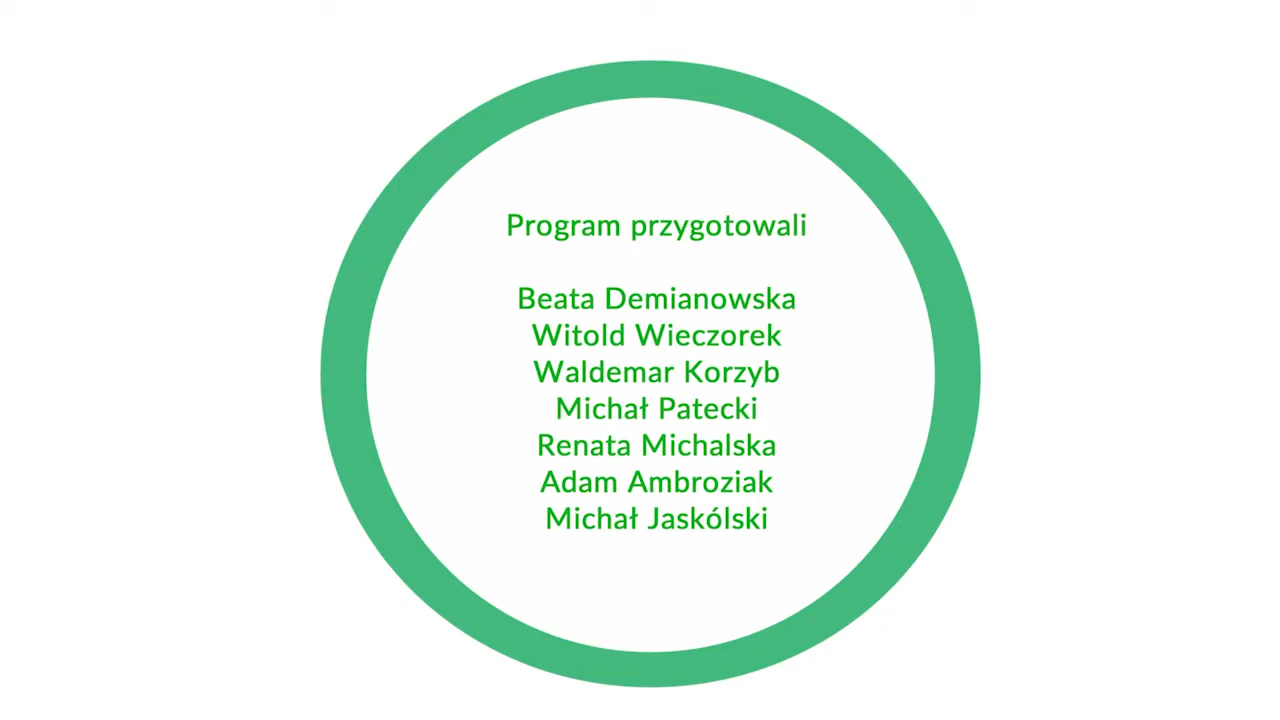 Program przygotowali
Beata Demianowska
Witold Wieczorek
Waldemar Korzyb
Michał Patecki
Renata Michalska
Adam Ambroziak
Michał Jaskólski